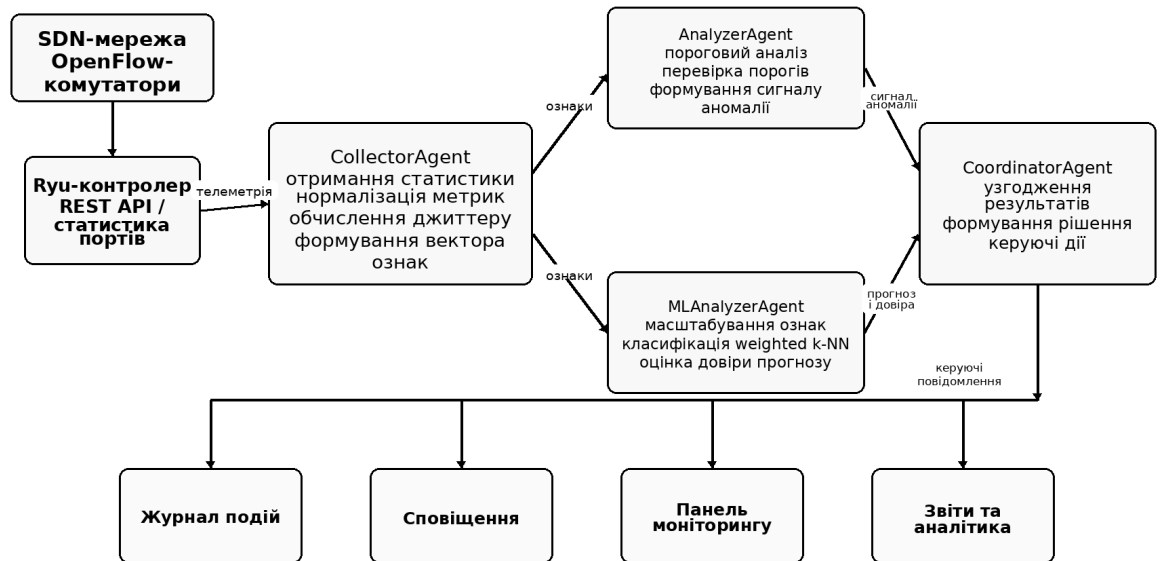 SDN-мережа
OpenFlow-
комутатори
Ryu-контролер
REST API /
статистика
портів
телеметрія
CollectorAgent
отримання статистики
нормалізація метрик
обчислення джиттеру
формування вектора
ознак
ознаки
ознаки
AnalyzerAgent
пороговий аналіз
перевірка порогів
формування сигналу
аномалії
MLAnalyzerAgent
масштабування ознак
класифікація weighted k-NN
оцінка довіри прогнозу
сигнал
аномалії
прогноз
і довіра
CoordinatorAgent
узгодження
результатів
формування рішення
керуючі дії
керуючі
повідомлення
Журнал подій
Сповіщення
Панель
моніторингу
Звіти та
аналітика